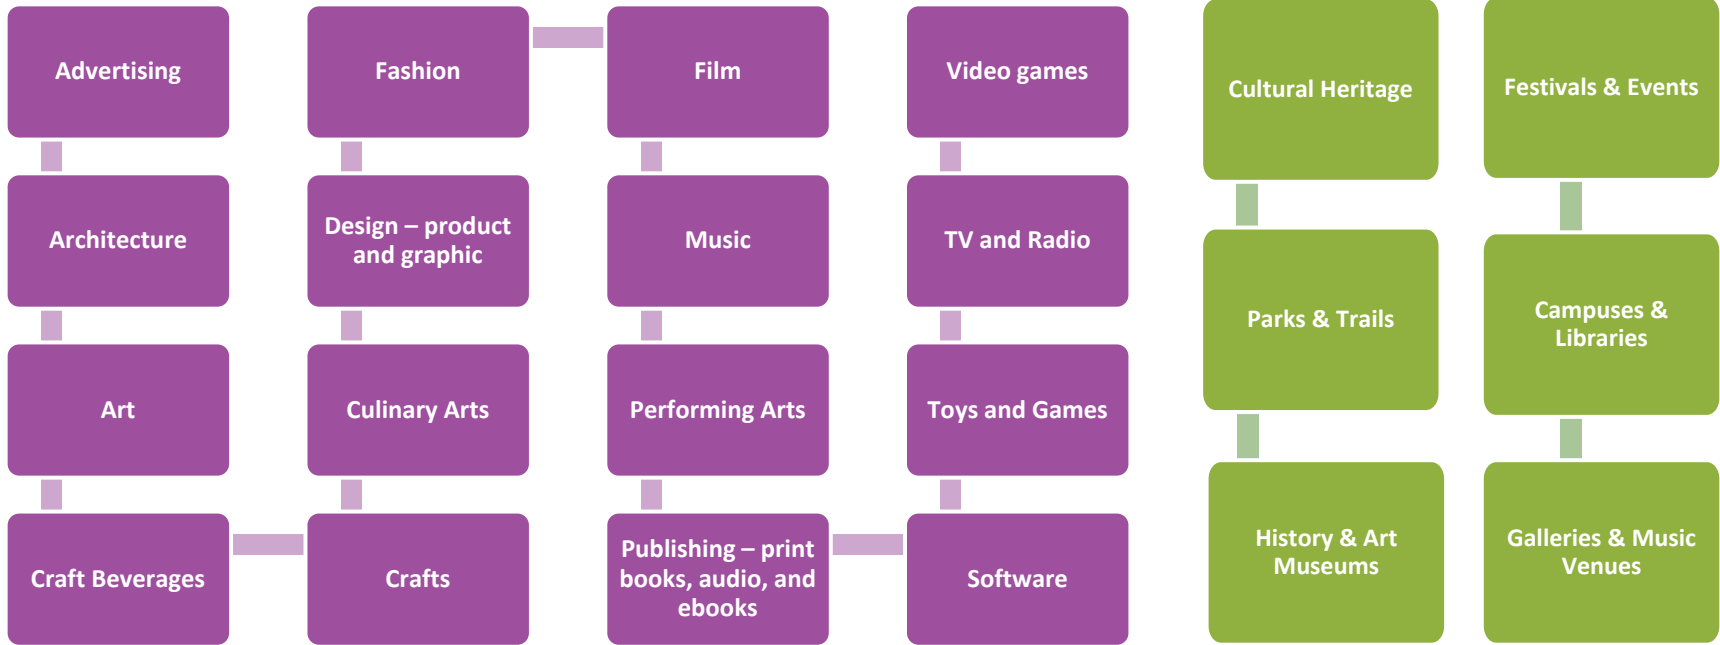 Advertising
Architecture
Art
Craft Beverages
Crafts
Culinary Arts
Design – product
and graphic
Fashion
Film
Music
Performing Arts
Publishing – print
books, audio, and
ebooks
Software
Toys and Games
TV and Radio
Video games
Cultural Heritage
Parks & Trails
History & Art
Museums
Festivals & Events
Campuses &
Libraries
Galleries & Music
Venues